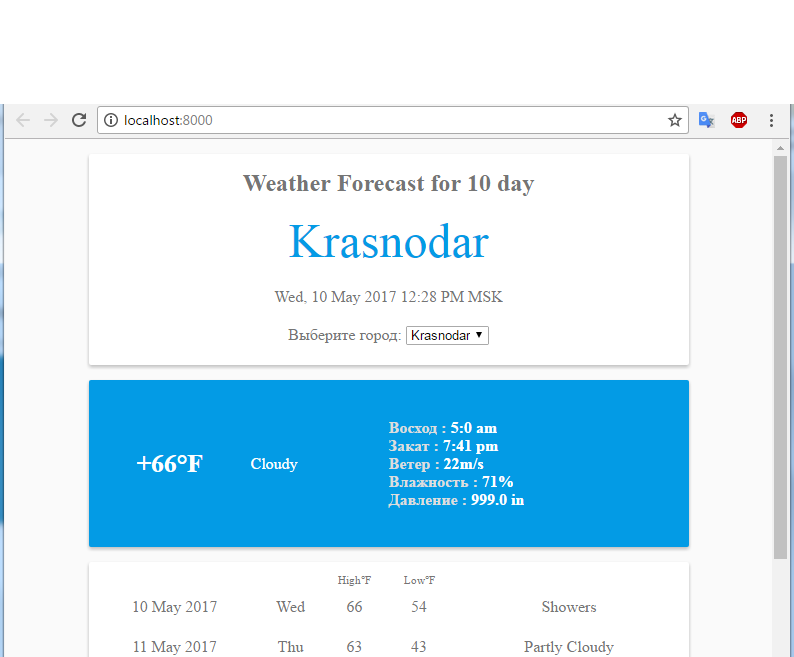 localhost:8000
ABP
Weather Forecast for 10 day
Krasnodar
Wed, 10 May 2017 12:28 PM MSK
Выберите город: Krasnodar
+66°F
Cloudy
Восход : 5:0 am
Закат : 7:41 pm
Ветер : 22m/s
Влажность : 71%
Давление : 999.0 in
High°F Low°F
10 May 2017 Wed 66 54 Showers
11 May 2017 Thu 63 43 Partly Cloudy